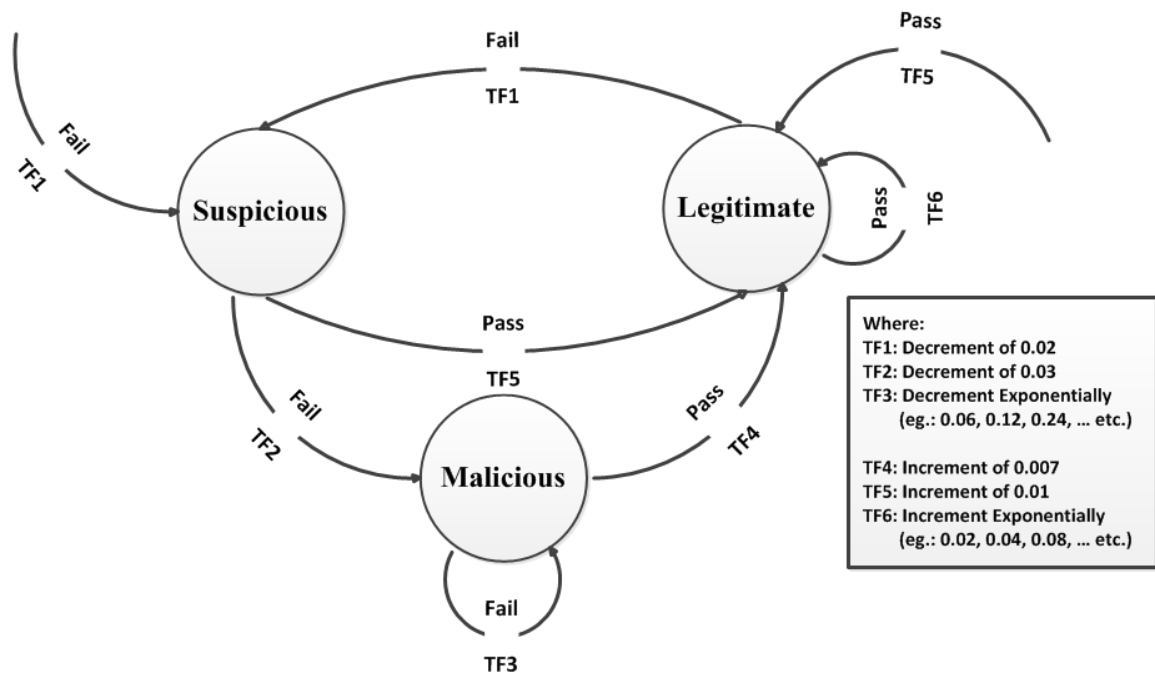 Pass
TF5
Fail
TF1
Fail
TF1
Suspicious
Legitimate
Pass
TF6
Pass
TF5
Fail
TF2
Pass
TF4
Malicious
Fail
TF3
Where:
TF1: Decrement of 0.02
TF2: Decrement of 0.03
TF3: Decrement Exponentially
(eg.: 0.06, 0.12, 0.24, ... etc.)
TF4: Increment of 0.007
TF5: Increment of 0.01
TF6: Increment Exponentially
(eg.: 0.02, 0.04, 0.08, ... etc.)